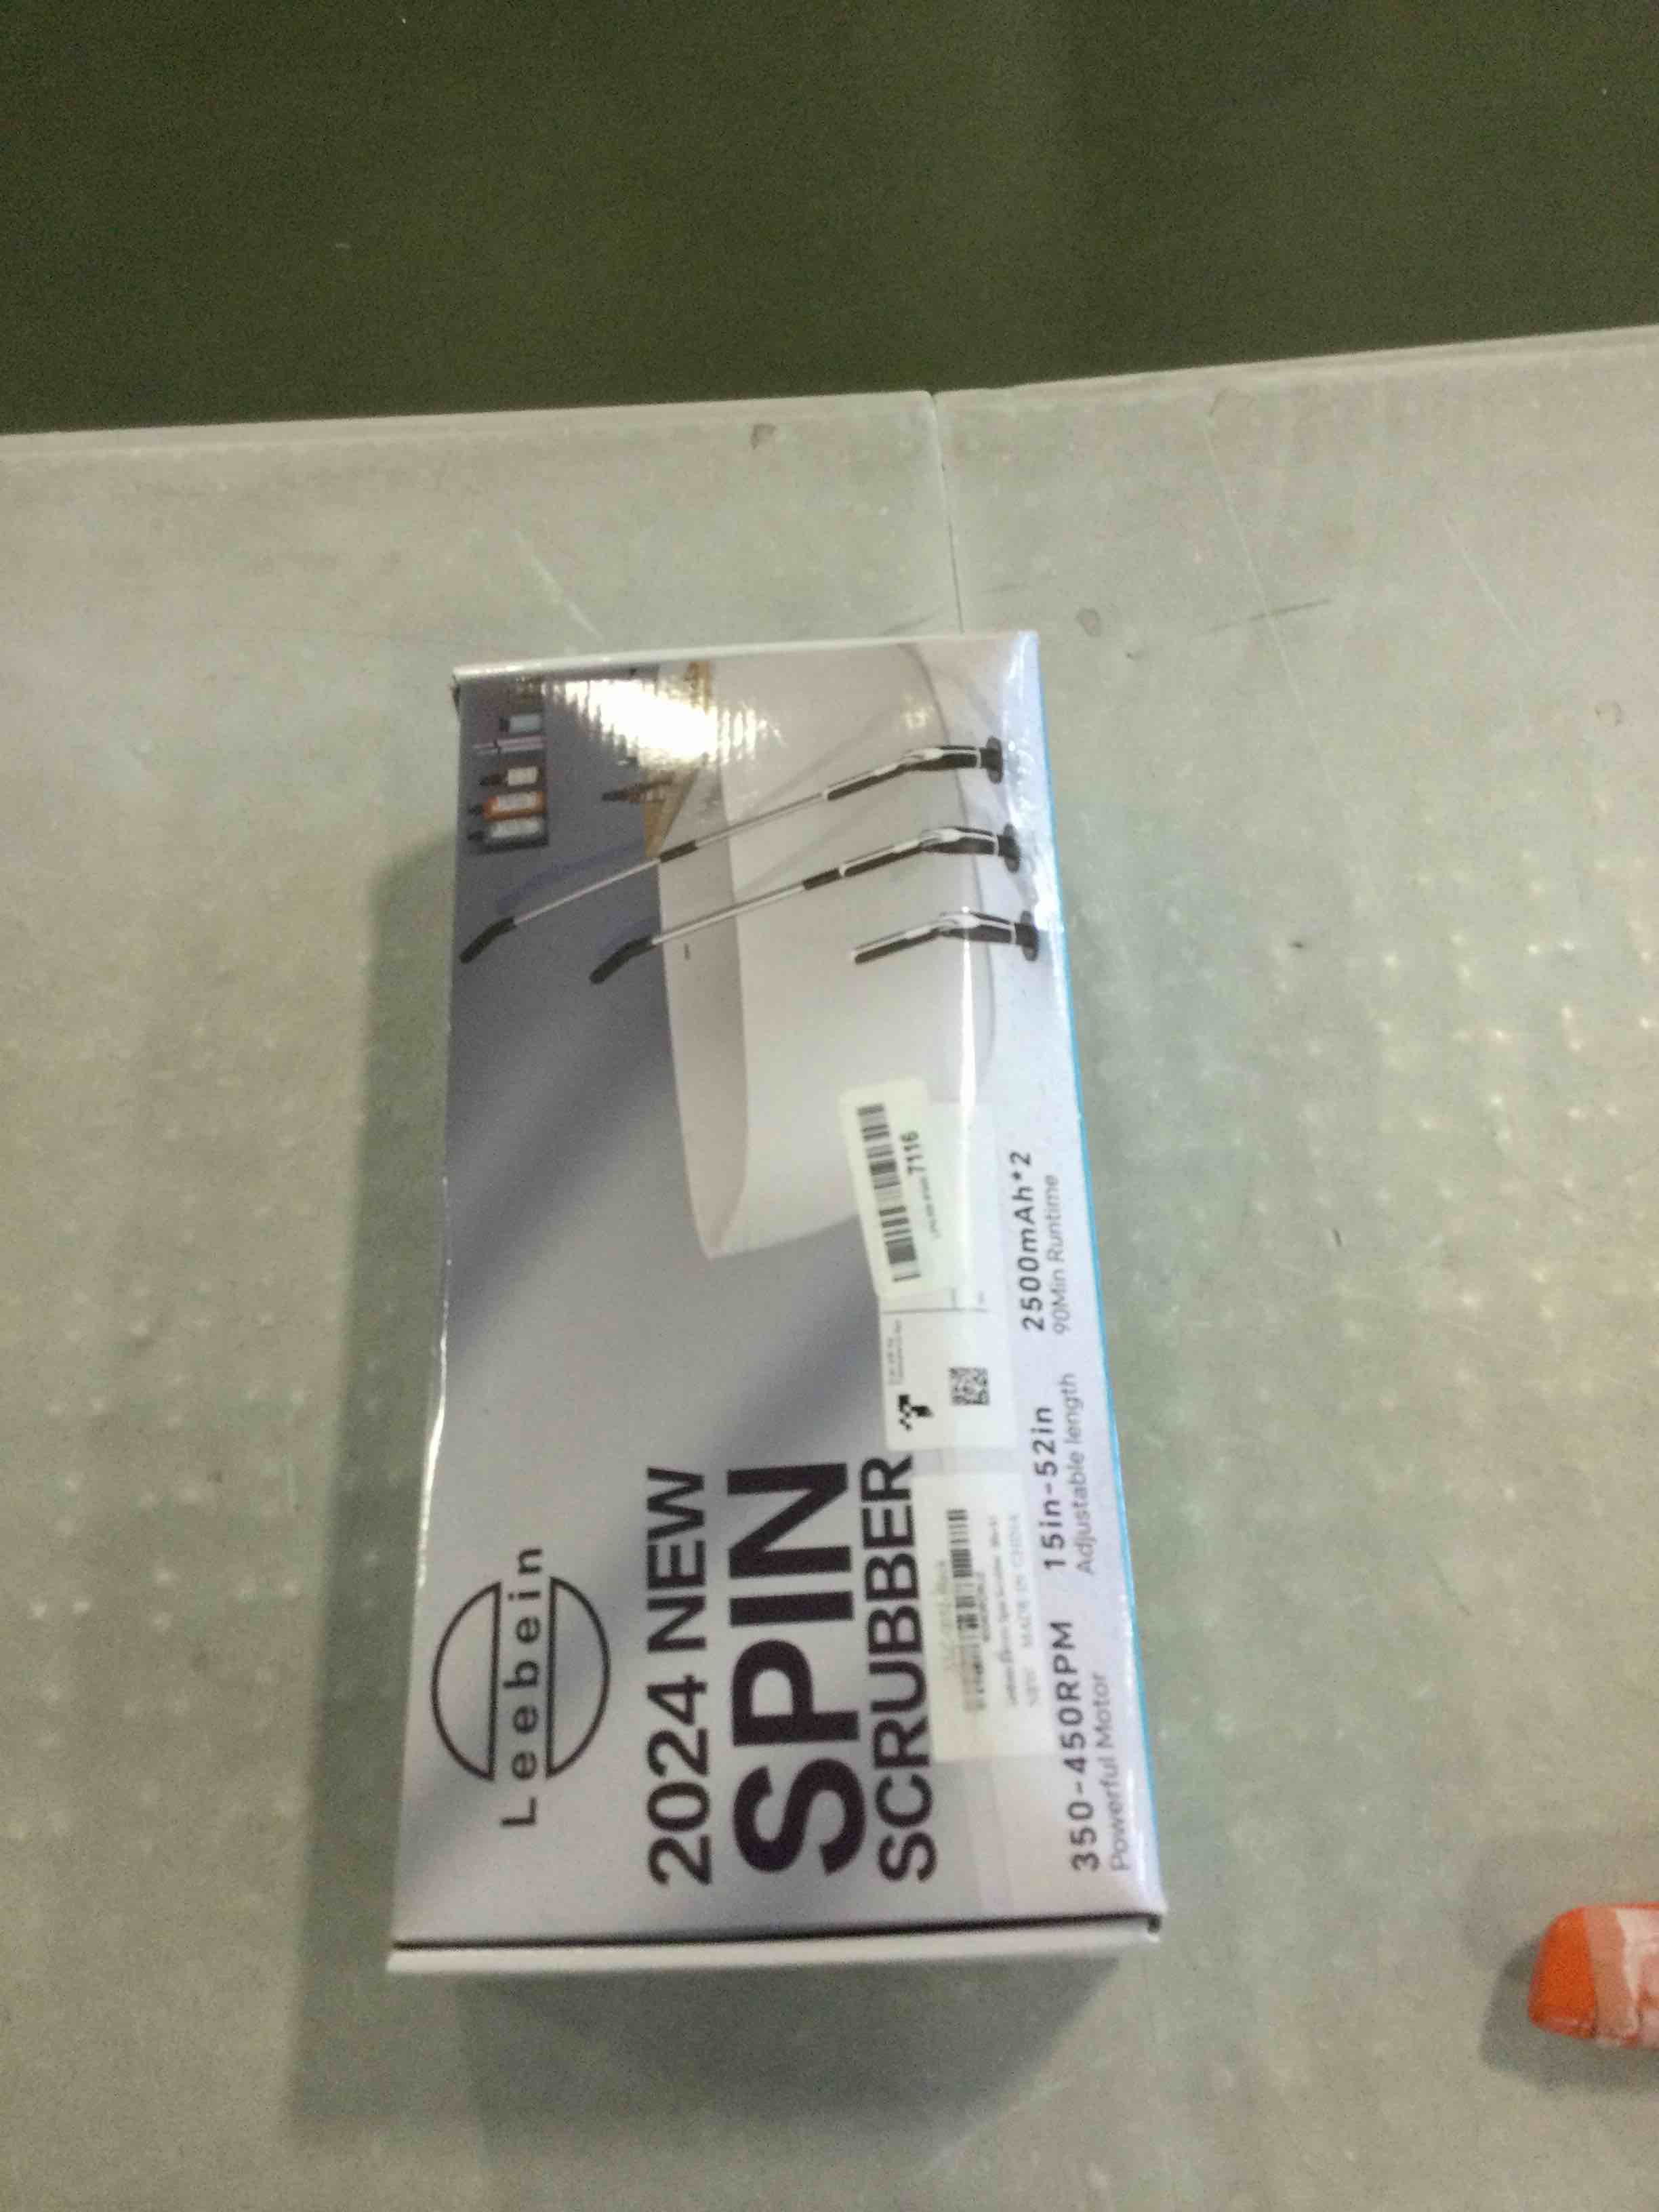 Leebein
2024 NEW
SPIN
SCRUBBER
7116
NEW MADE IN CHINA
350-450RPM
Powerful Motor
15in-52in
Adjustable length
2500mAh*2
90Min Runtime